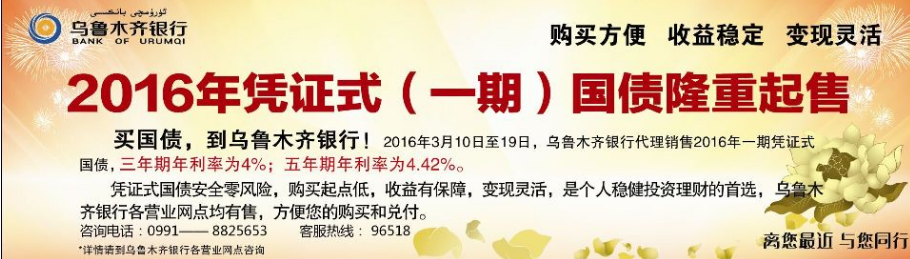 ئۈرۈمچى بانكىسى
乌鲁木齐银行
BANK OF URUMQI
购买方便 收益稳定 变现灵活
2016年凭证式（一期）国债隆重起售
买国债，到乌鲁木齐银行！2016年3月10日至19日，乌鲁木齐银行代理销售2016年一期凭证式
国债，三年期年利率为4%；五年期年利率为4.42%。
凭证式国债安全零风险，购买起点低，收益有保障，变现灵活，是个人稳健投资理财的首选，乌鲁木
齐银行各营业网点均有售，方便您的购买和兑付。
咨询电话：0991——8825653 客服热线：96518
*详情请到乌鲁木齐银行各营业网点咨询
离您最近 与您同行